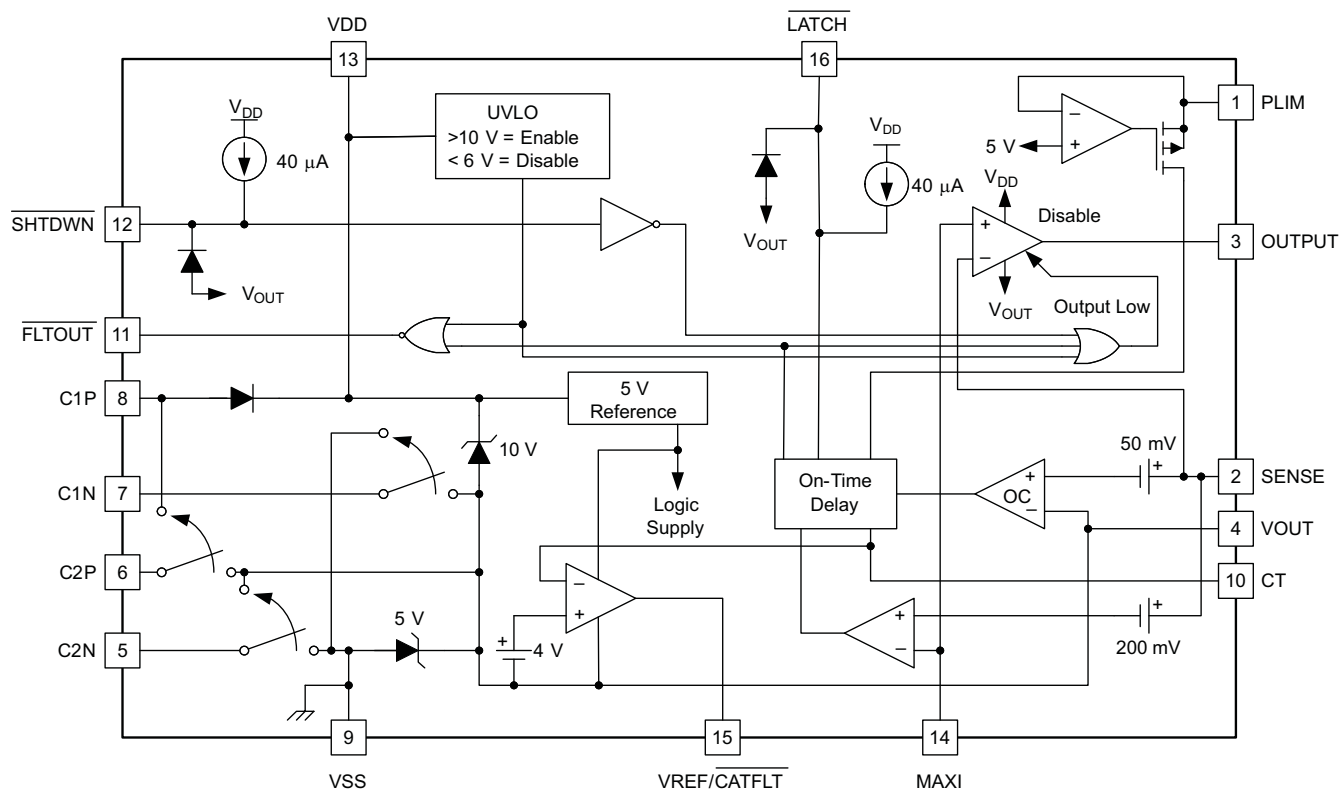 VDD
LATCH
13
16
VDD
40 μA
UVLO
>10 V = Enable
< 6 V = Disable
VDD
40 μA
5 V
−
+
1
PLIM
SHTDWN
12
VOUT
VOUT
VDD
Disable
+
−
VOUT
Output Low
3
OUTPUT
FLTOUT
11
C1P
8
5 V
Reference
10 V
Logic
Supply
C1N
7
On-Time
Delay
+
OC
−
50 mV
+
2
SENSE
4
VOUT
C2P
6
−
+
10
CT
C2N
5
5 V
+
4 V
+
−
+
200 mV
9
15
14
VSS
VREF/CATFLT
MAXI